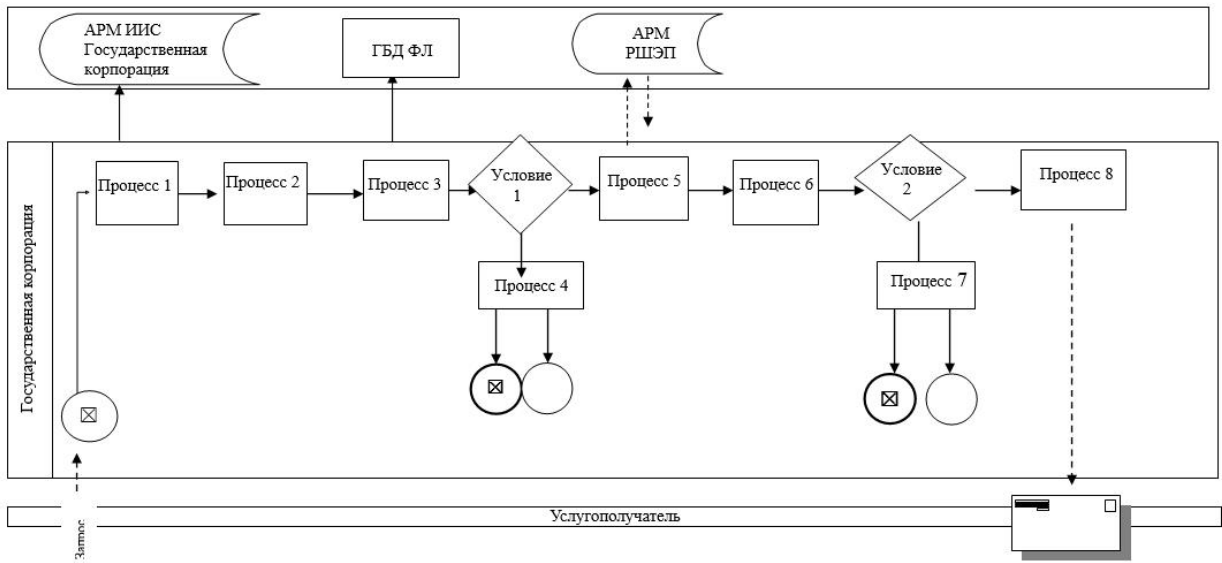 АРМ ИИС
Государственная
корпорация
ГБД ФЛ
АРМ
РШЭП
Государственная корпорация
Процесс 1
Процесс 2
Процесс 3
Условие
1
Процесс 5
Процесс 6
Условие
2
Процесс 8
Процесс 4
Процесс 7
Запрос
Услугополучатель